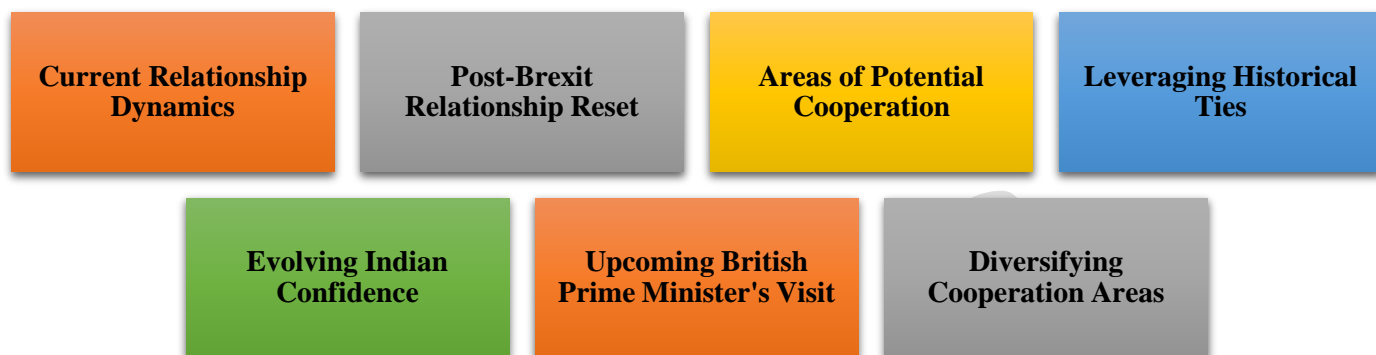 Current Relationship
Dynamics
Post-Brexit
Relationship Reset
Areas of Potential
Cooperation
Leveraging Historical
Ties
Evolving Indian
Confidence
Upcoming British
Prime Minister's Visit
Diversifying
Cooperation Areas